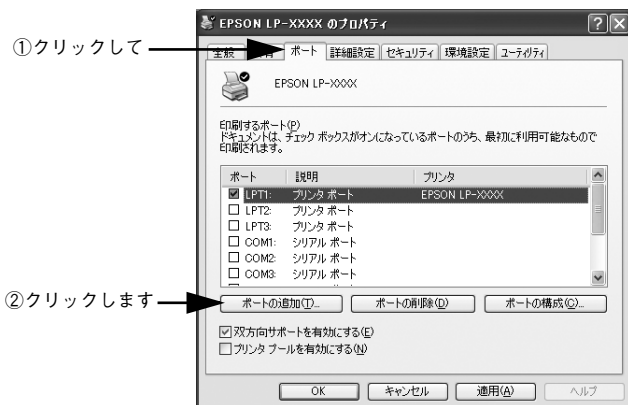 EPSON LP-XXXX のプロパティ
①クリックして
全般 共有 ポート 詳細設定 セキュリティ 環境設定 ユーティリティ
EPSON LP-XXXX
印刷するポート(P)
ドキュメントは、チェック ボックスがオンになっているポートのうち、最初に利用可能なもので
印刷されます。
ポート 説明 プリンタ
LPT1: プリンタ ポート EPSON LP-XXXX
LPT2: プリンタ ポート
LPT3: プリンタ ポート
COM1: シリアル ポート
COM2: シリアル ポート
COM3: シリアル ポート
②クリックします
ポートの追加(T)... ポートの削除(D) ポートの構成(C)...
双方向サポートを有効にする(E)
プリンタ プールを有効にする(N)
OK キャンセル 適用(A) ヘルプ